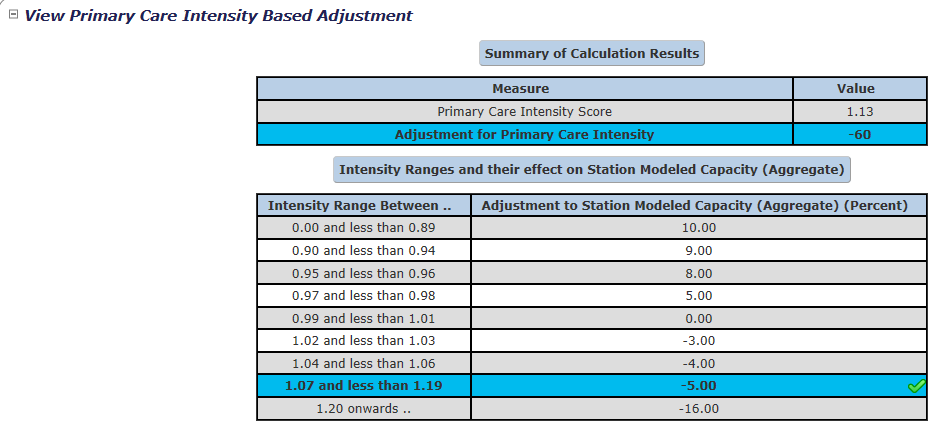 View Primary Care Intensity Based Adjustment
Summary of Calculation Results
Measure Value
Primary Care Intensity Score 1.13
Adjustment for Primary Care Intensity -60
Intensity Ranges and their effect on Station Modeled Capacity (Aggregate)
Intensity Range Between .. Adjustment to Station Modeled Capacity (Aggregate) (Percent)
0.00 and less than 0.89 10.00
0.90 and less than 0.94 9.00
0.95 and less than 0.96 8.00
0.97 and less than 0.98 5.00
0.99 and less than 1.01 0.00
1.02 and less than 1.03 -3.00
1.04 and less than 1.06 -4.00
1.07 and less than 1.19 -5.00
1.20 onwards .. -16.00